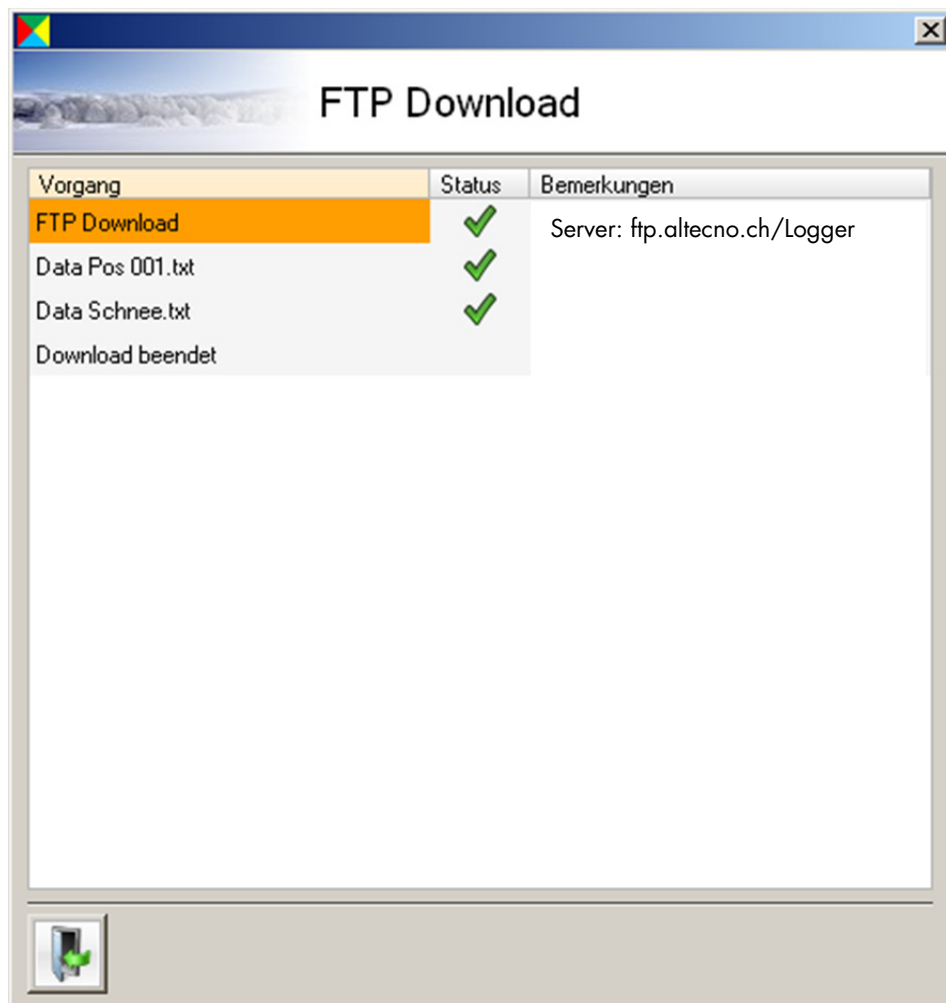 FTP Download
Vorgang Status Bemerkungen
FTP Download Server: ftp.altecno.ch/Logger
Data Pos 001.txt
Data Schnee.txt
Download beendet